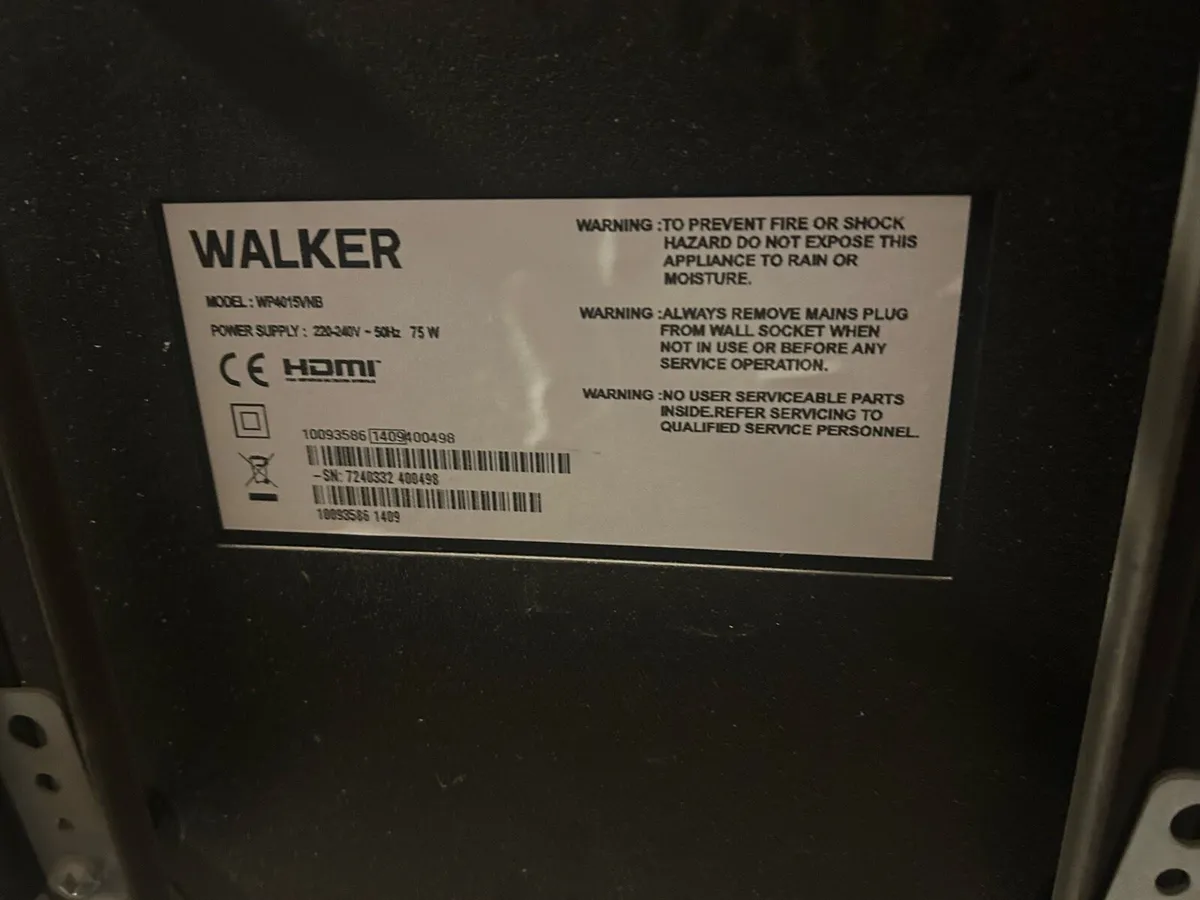 WALKER
MODEL : WP4015VNB
POWER SUPPLY : 220-240V ~ 50Hz 75 W
CE HDMI
10093586 1409400498
-SN: 7240332 400498
10093586 1409
WARNING :TO PREVENT FIRE OR SHOCK
HAZARD DO NOT EXPOSE THIS
APPLIANCE TO RAIN OR
MOISTURE.
WARNING :ALWAYS REMOVE MAINS PLUG
FROM WALL SOCKET WHEN
NOT IN USE OR BEFORE ANY
SERVICE OPERATION.
WARNING :NO USER SERVICEABLE PARTS
INSIDE.REFER SERVICING TO
QUALIFIED SERVICE PERSONNEL.